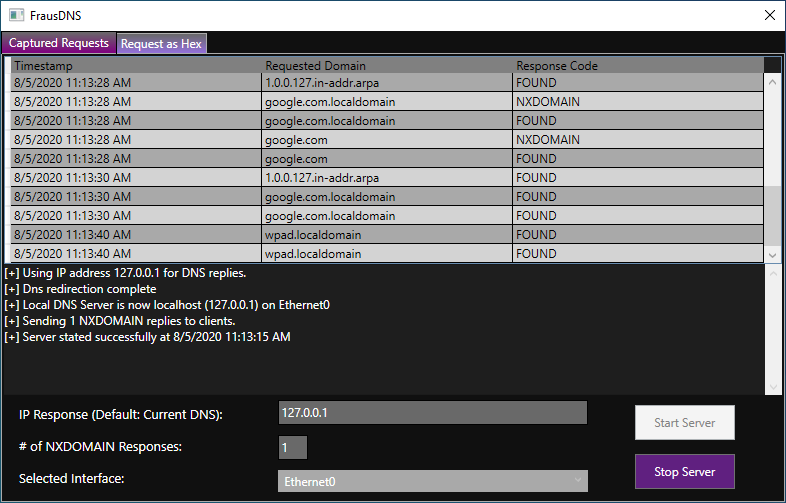 FrausDNS
Captured Requests Request as Hex
Timestamp Requested Domain Response Code
8/5/2020 11:13:28 AM 1.0.0.127.in-addr.arpa FOUND
8/5/2020 11:13:28 AM google.com.localdomain NXDOMAIN
8/5/2020 11:13:28 AM google.com.localdomain FOUND
8/5/2020 11:13:28 AM google.com NXDOMAIN
8/5/2020 11:13:28 AM google.com FOUND
8/5/2020 11:13:30 AM 1.0.0.127.in-addr.arpa FOUND
8/5/2020 11:13:30 AM google.com.localdomain FOUND
8/5/2020 11:13:30 AM google.com.localdomain FOUND
8/5/2020 11:13:40 AM wpad.localdomain FOUND
8/5/2020 11:13:40 AM wpad.localdomain FOUND
[+] Using IP address 127.0.0.1 for DNS replies.
[+] Dns redirection complete
[+] Local DNS Server is now localhost (127.0.0.1) on Ethernet0
[+] Sending 1 NXDOMAIN replies to clients.
[+] Server stated successfully at 8/5/2020 11:13:15 AM
IP Response (Default: Current DNS): 127.0.0.1
Start Server
# of NXDOMAIN Responses: 1
Selected Interface: Ethernet0
Stop Server